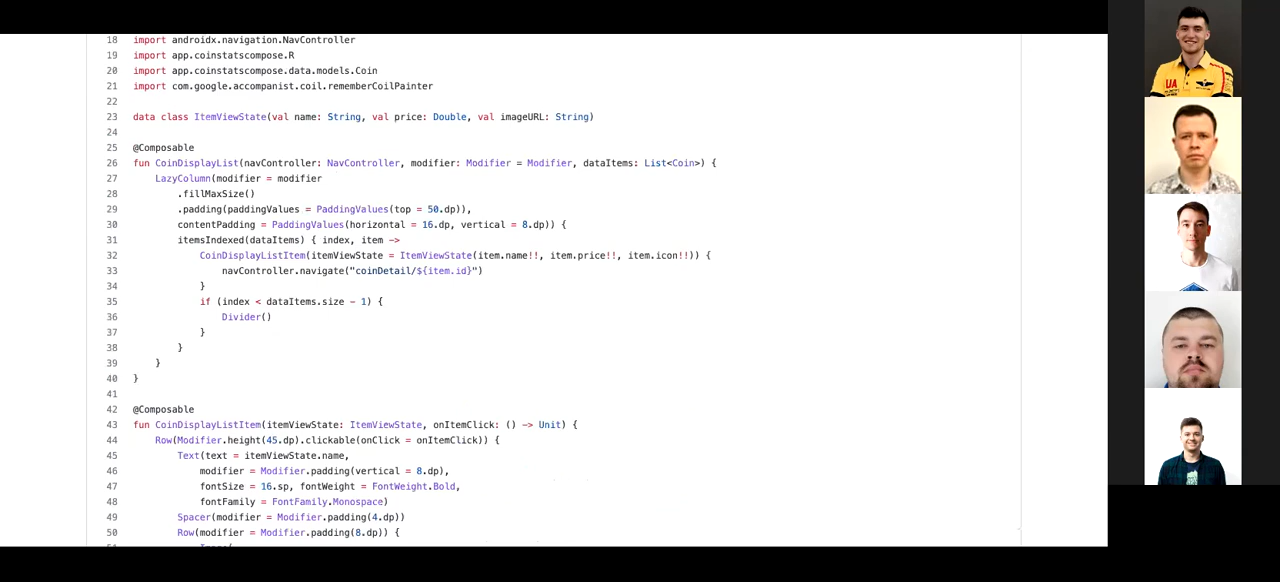 18 import androidx.navigation.NavController
19 import app.coinstatscompose.R
20 import app.coinstatscompose.data.models.Coin
21 import com.google.accompanist.coil.rememberCoilPainter
22
23 data class ItemViewState(val name: String, val price: Double, val imageURL: String)
24
25 @Composable
26 fun CoinDisplayList(navController: NavController, modifier: Modifier = Modifier, dataItems: List<Coin>) {
27 LazyColumn(modifier = modifier
28 .fillMaxSize()
29 .padding(paddingValues = PaddingValues(top = 50.dp)),
30 contentPadding = PaddingValues(horizontal = 16.dp, vertical = 8.dp)) {
31 itemsIndexed(dataItems) { index, item ->
32 CoinDisplayListItem(itemViewState = ItemViewState(item.name!!, item.price!!, item.icon!!)) {
33 navController.navigate("coinDetail/${item.id}")
34 }
35 if (index < dataItems.size - 1) {
36 Divider()
37 }
38 }
39 }
40 }
41
42 @Composable
43 fun CoinDisplayListItem(itemViewState: ItemViewState, onItemClick: () -> Unit) {
44 Row(Modifier.height(45.dp).clickable(onClick = onItemClick)) {
45 Text(text = itemViewState.name,
46 modifier = Modifier.padding(vertical = 8.dp),
47 fontSize = 16.sp, fontWeight = FontWeight.Bold,
48 fontFamily = FontFamily.Monospace)
49 Spacer(modifier = Modifier.padding(4.dp))
50 Row(modifier = Modifier.padding(8.dp)) {
UA